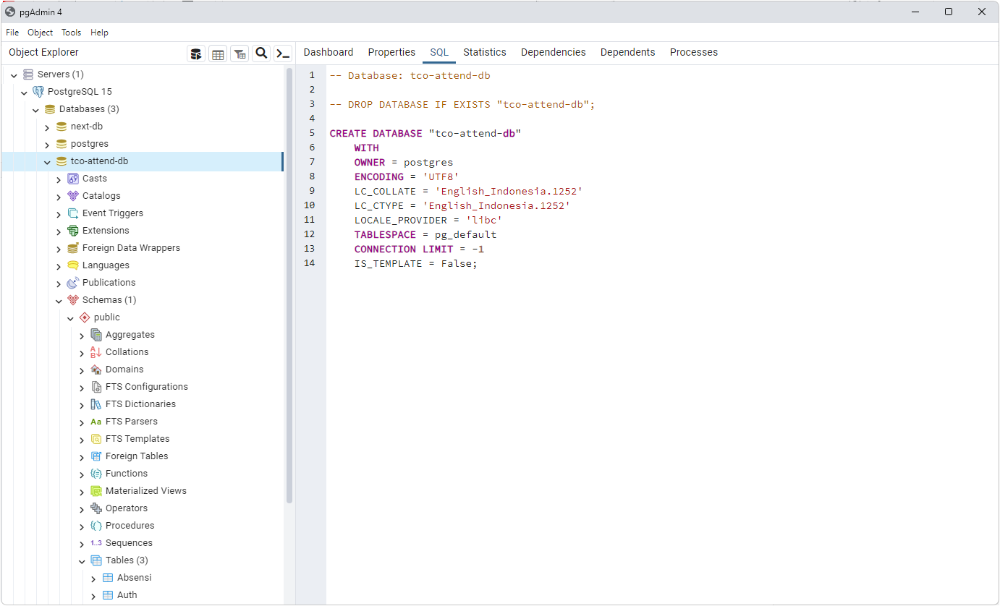 pgAdmin 4
File Object Tools Help
Object Explorer
Dashboard Properties SQL Statistics Dependencies Dependents Processes
Servers (1)
PostgreSQL 15
Databases (3)
next-db
postgres
tco-attend-db
Casts
Catalogs
Event Triggers
Extensions
Foreign Data Wrappers
Languages
Publications
Schemas (1)
public
Aggregates
Collations
Domains
FTS Configurations
FTS Dictionaries
Aa FTS Parsers
FTS Templates
Foreign Tables
Functions
Materialized Views
Operators
Procedures
1..3 Sequences
Tables (3)
Absensi
Auth
1 -- Database: tco-attend-db
2
3 -- DROP DATABASE IF EXISTS "tco-attend-db";
4
5 CREATE DATABASE "tco-attend-db"
6 WITH
7 OWNER = postgres
8 ENCODING = 'UTF8'
9 LC_COLLATE = 'English_Indonesia.1252'
10 LC_CTYPE = 'English_Indonesia.1252'
11 LOCALE_PROVIDER = 'libc'
12 TABLESPACE = pg_default
13 CONNECTION LIMIT = -1
14 IS_TEMPLATE = False;